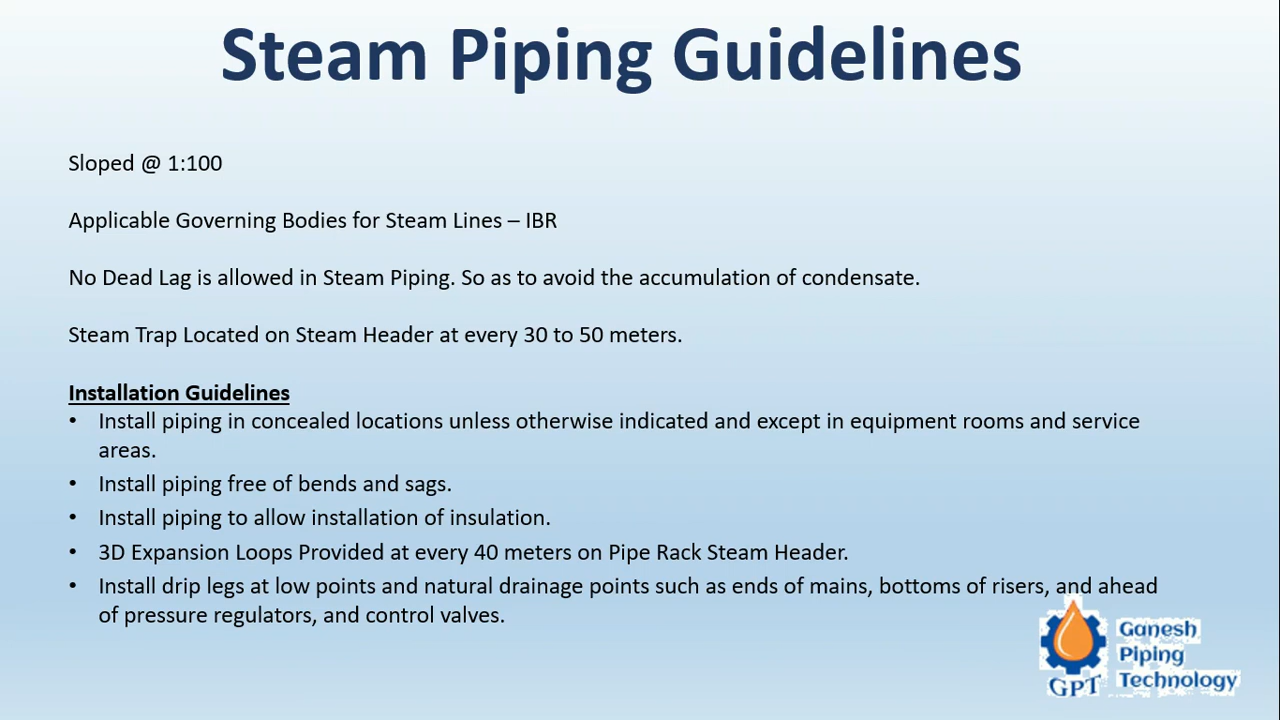 Steam Piping Guidelines
Sloped @ 1:100
Applicable Governing Bodies for Steam Lines – IBR
No Dead Lag is allowed in Steam Piping. So as to avoid the accumulation of condensate.
Steam Trap Located on Steam Header at every 30 to 50 meters.
Installation Guidelines
• Install piping in concealed locations unless otherwise indicated and except in equipment rooms and service
areas.
• Install piping free of bends and sags.
• Install piping to allow installation of insulation.
• 3D Expansion Loops Provided at every 40 meters on Pipe Rack Steam Header.
• Install drip legs at low points and natural drainage points such as ends of mains, bottoms of risers, and ahead
of pressure regulators, and control valves.
Ganesh
Piping
Technology
GPT